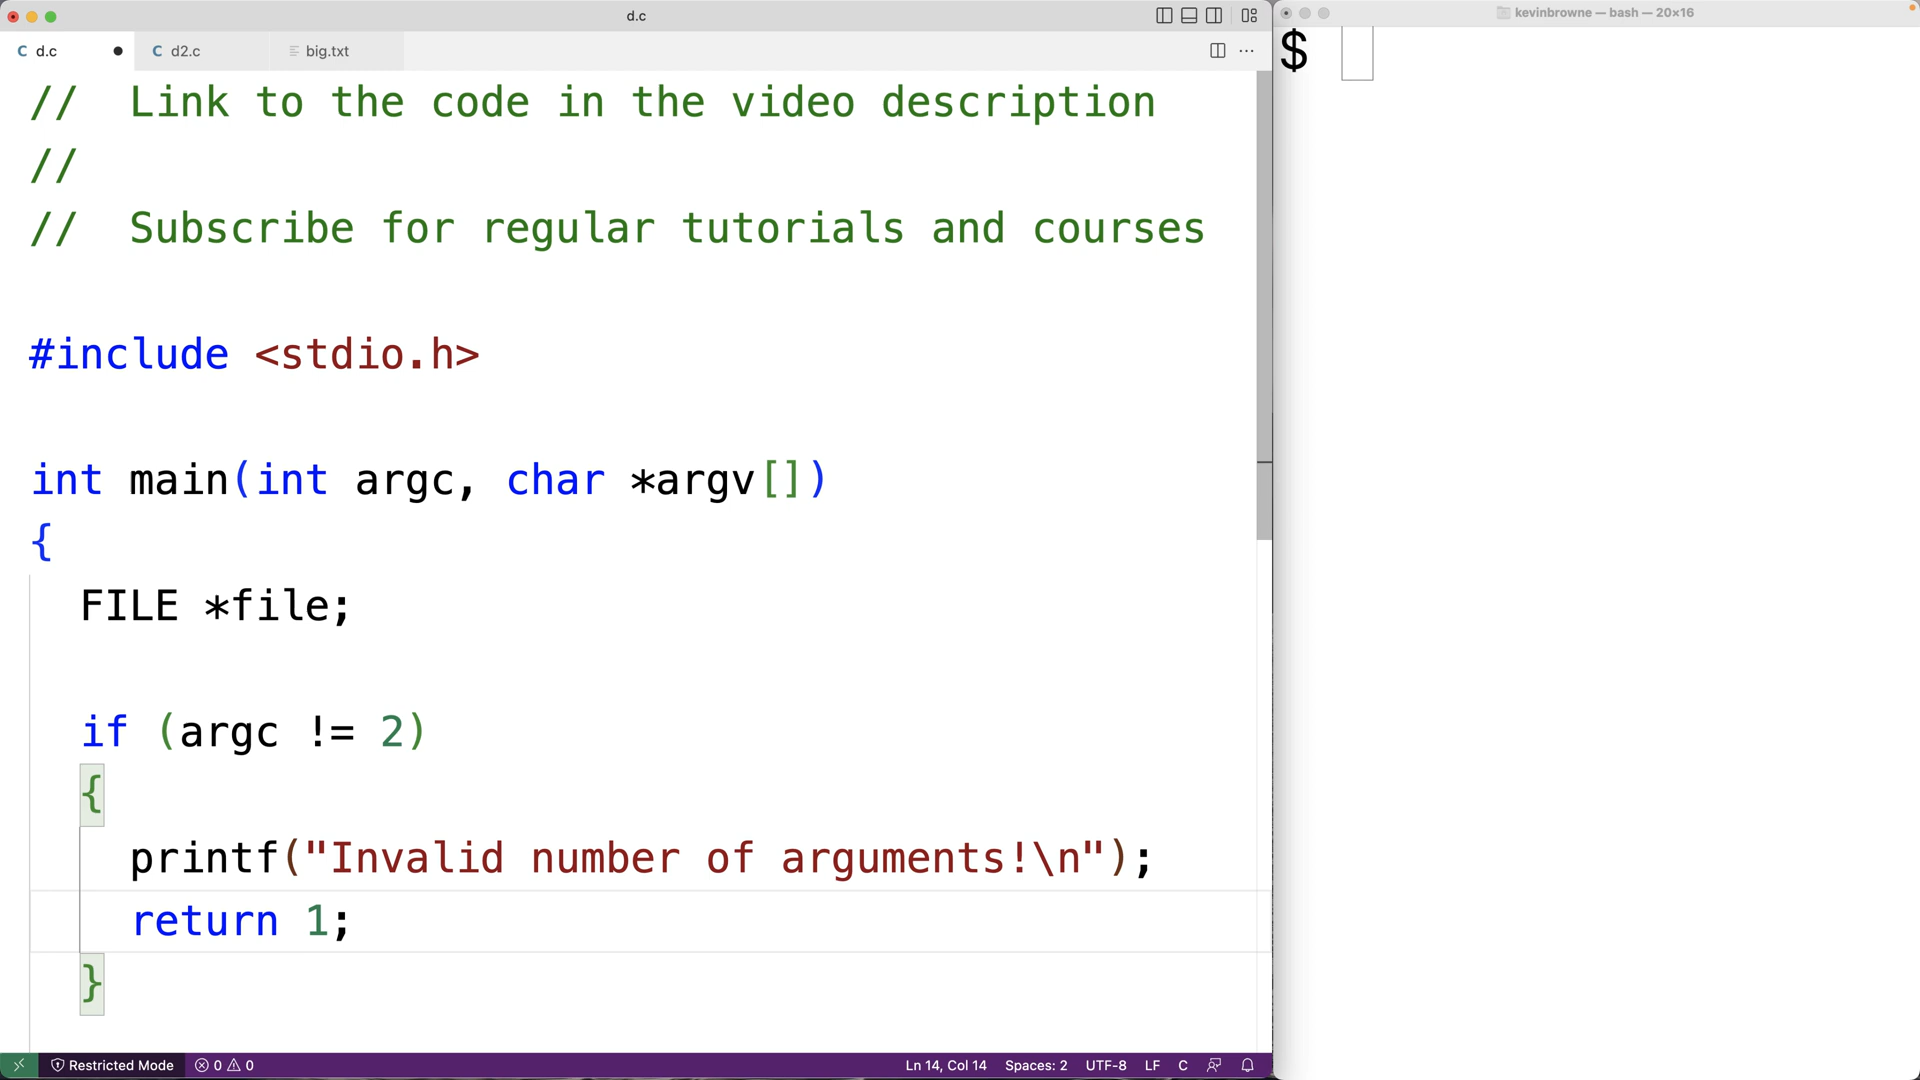 d.c
kevinbrowne — bash — 20×16
C d.c
C d2.c
big.txt
$
// Link to the code in the video description
//
// Subscribe for regular tutorials and courses
#include <stdio.h>
int main(int argc, char *argv[])
{
FILE *file;
if (argc != 2)
{
printf("Invalid number of arguments!\n");
return 1;
}
Restricted Mode 0 0 Ln 14, Col 14 Spaces: 2 UTF-8 LF C